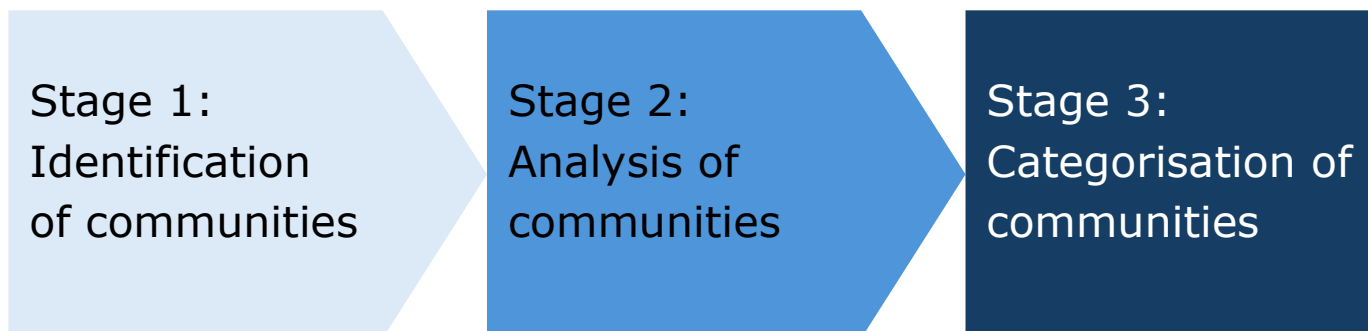 Stage 1:
Identification
of communities
Stage 2:
Analysis of
communities
Stage 3:
Categorisation of
communities